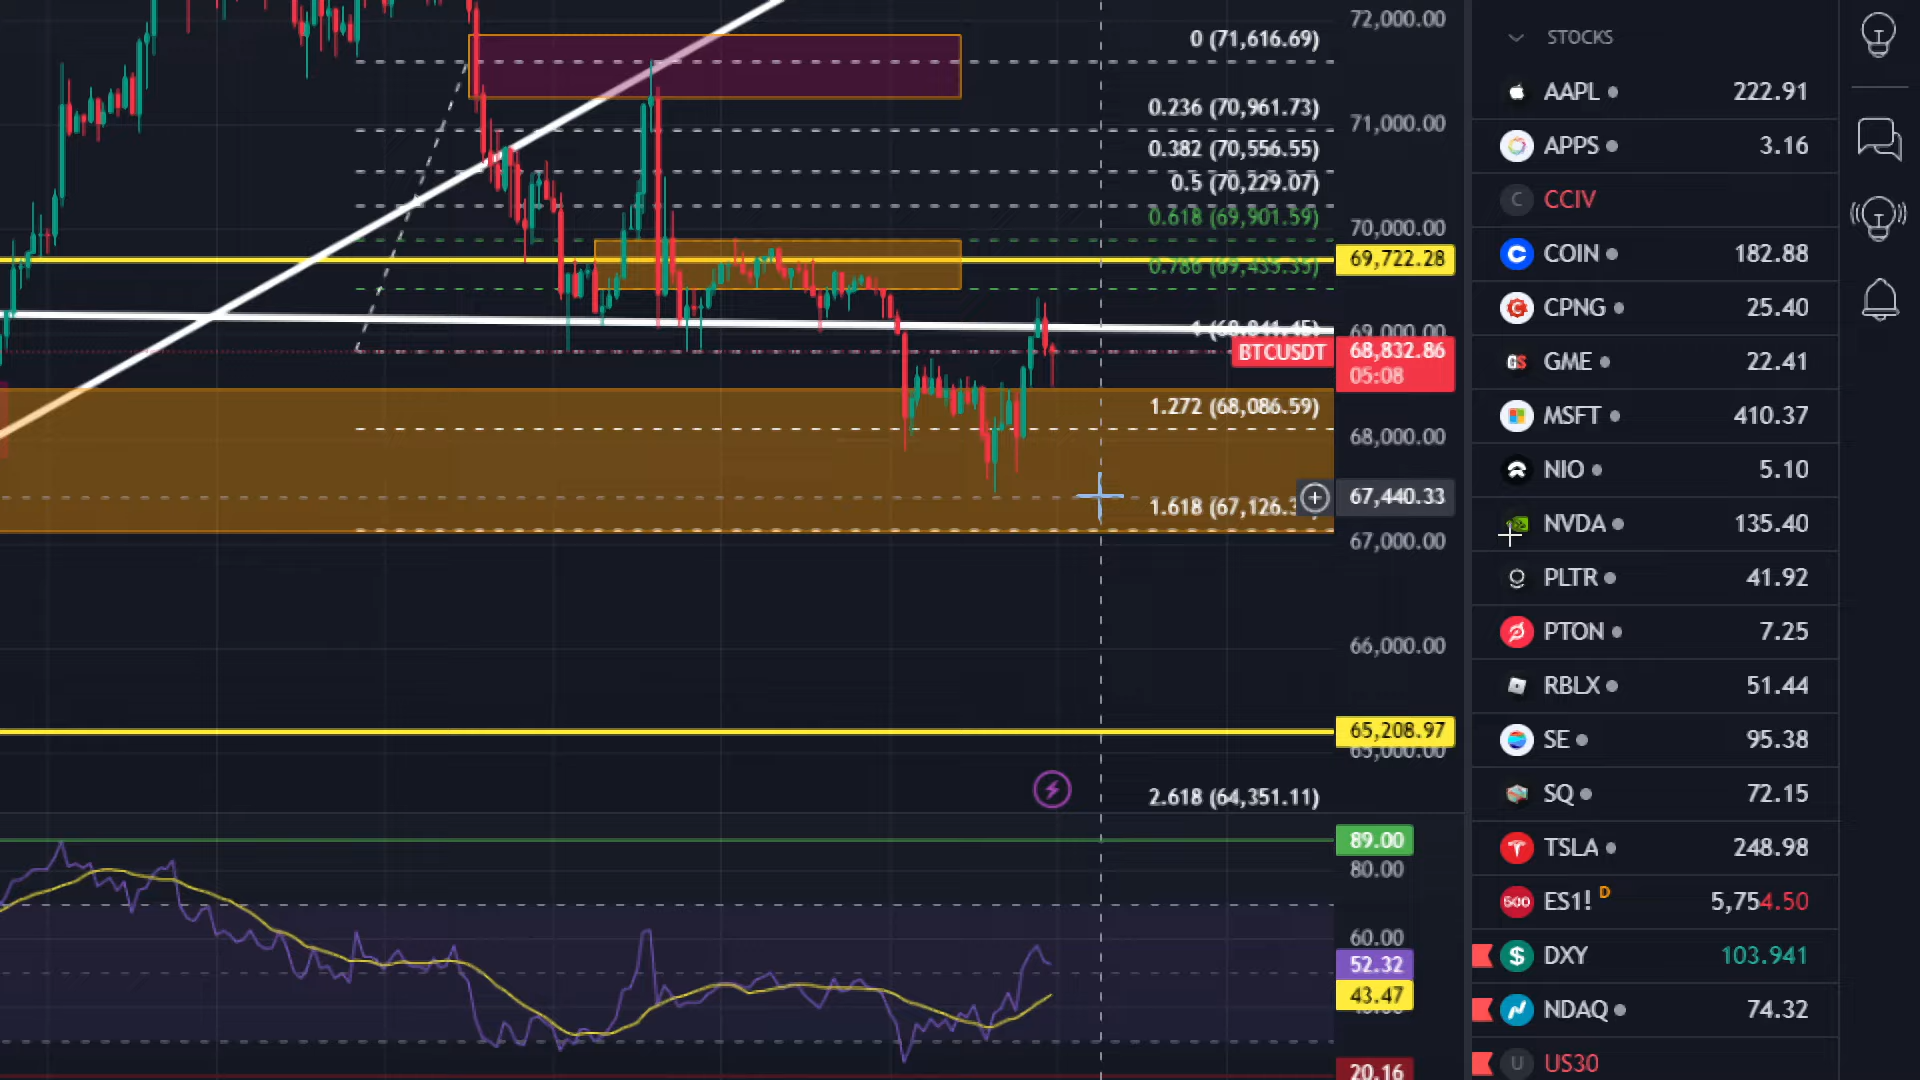 72,000.00
0 (71,616.69)
71,000.00
0.236 (70,961.73)
0.382 (70,556.55)
0.5 (70,229.07)
0.618 (69,901.59)
70,000.00
69,722.28
0.786 (69,435.35)
69,000.00
1 (68,841.45)
BTCUSDT
68,832.86
05:08
1.272 (68,086.59)
68,000.00
67,440.33
1.618 (67,126.3
67,000.00
66,000.00
65,208.97
65,000.00
2.618 (64,351.11)
89.00
80.00
60.00
52.32
43.47
20.16
STOCKS
AAPL 222.91
APPS 3.16
C CCIV
COIN 182.88
CPNG 25.40
GS GME 22.41
MSFT 410.37
NIO 5.10
NVDA 135.40
PLTR 41.92
PTON 7.25
RBLX 51.44
SE 95.38
SQ 72.15
TSLA 248.98
500 ES1! D 5,754.50
$ DXY 103.941
NDAQ 74.32
U US30